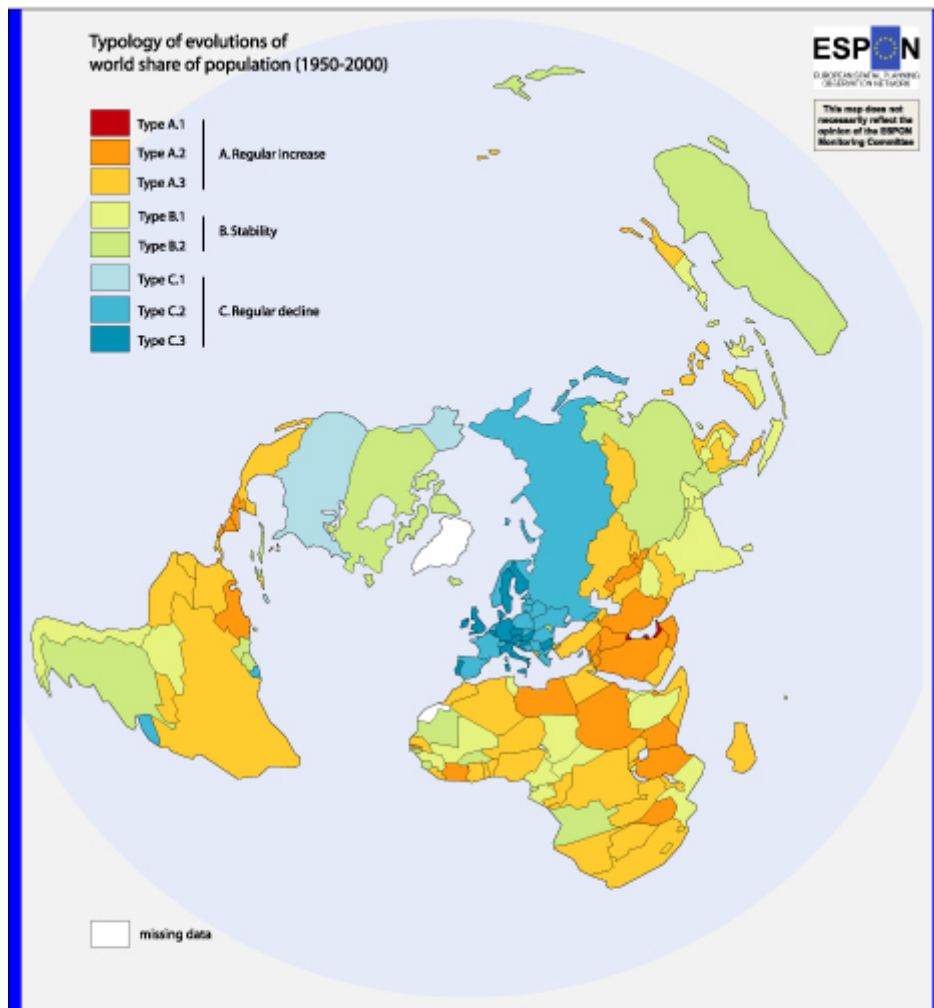 Typology of evolutions of
world share of population (1950-2000)
ESPON
EUROPEAN SPATIAL PLANNING
OBSERVATION NETWORK
This map does not
necessarily reflect the
opinion of the ESPON
Monitoring Committee
Type A.1
Type A.2
Type A.3
A. Regular increase
Type B.1
Type B.2
B. Stability
Type C.1
Type C.2
Type C.3
C. Regular decline
missing data